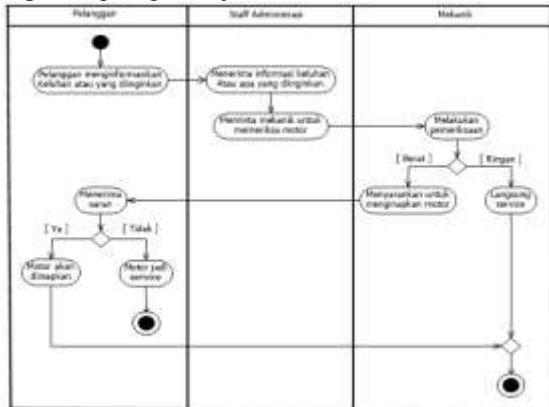 Pelanggan
Staff Administrasi
Mekanik
Pelanggan menginformasikan
keluhan atau yang diinginkan
Menerima informasi keluhan
Atau apa yang diinginkan
Meminta mekanik untuk
memeriksa motor
Melakukan
pemeriksaan
[ Berat ]
[ Ringan ]
Menyarankan untuk
menginapkan motor
Langsung
service
Menerima
saran
[ Ya ]
[ Tidak ]
Motor akan
diinapkan
Motor jadi
service